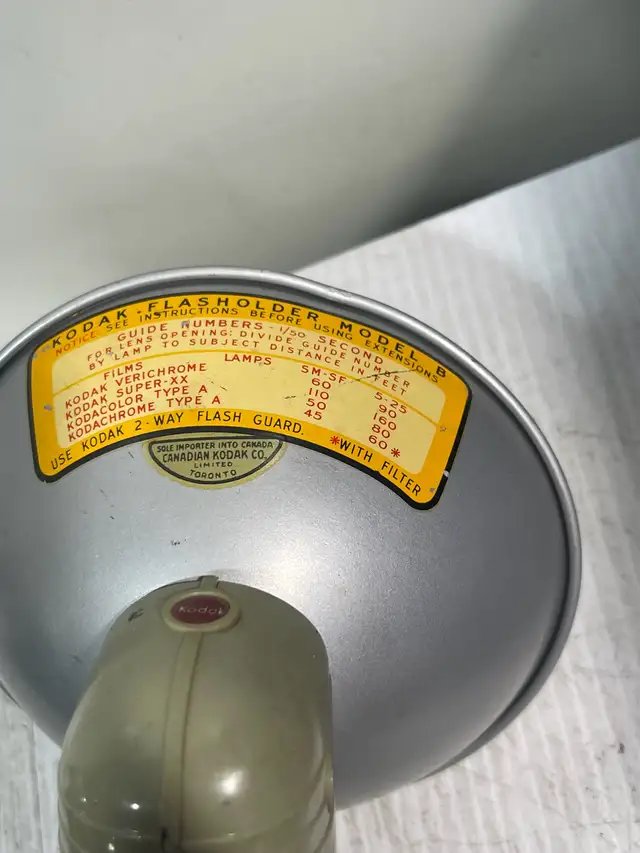 KODAK FLASHOLDER MODEL B
NOTICE SEE INSTRUCTIONS BEFORE USING EXTENSIONS
GUIDE NUMBERS - 1/50 SECOND
FOR LENS OPENING: DIVIDE GUIDE NUMBER
BY LAMP TO SUBJECT DISTANCE IN FEET
FILMS LAMPS SM-SF 5-25
KODAK VERICHROME 60 90
KODAK SUPER-XX 110 160
KODACOLOR TYPE A 50 80
KODACHROME TYPE A 45 60*
USE KODAK 2-WAY FLASH GUARD. *WITH FILTER
SOLE IMPORTER INTO CANADA
CANADIAN KODAK CO.
LIMITED
TORONTO
Kodak